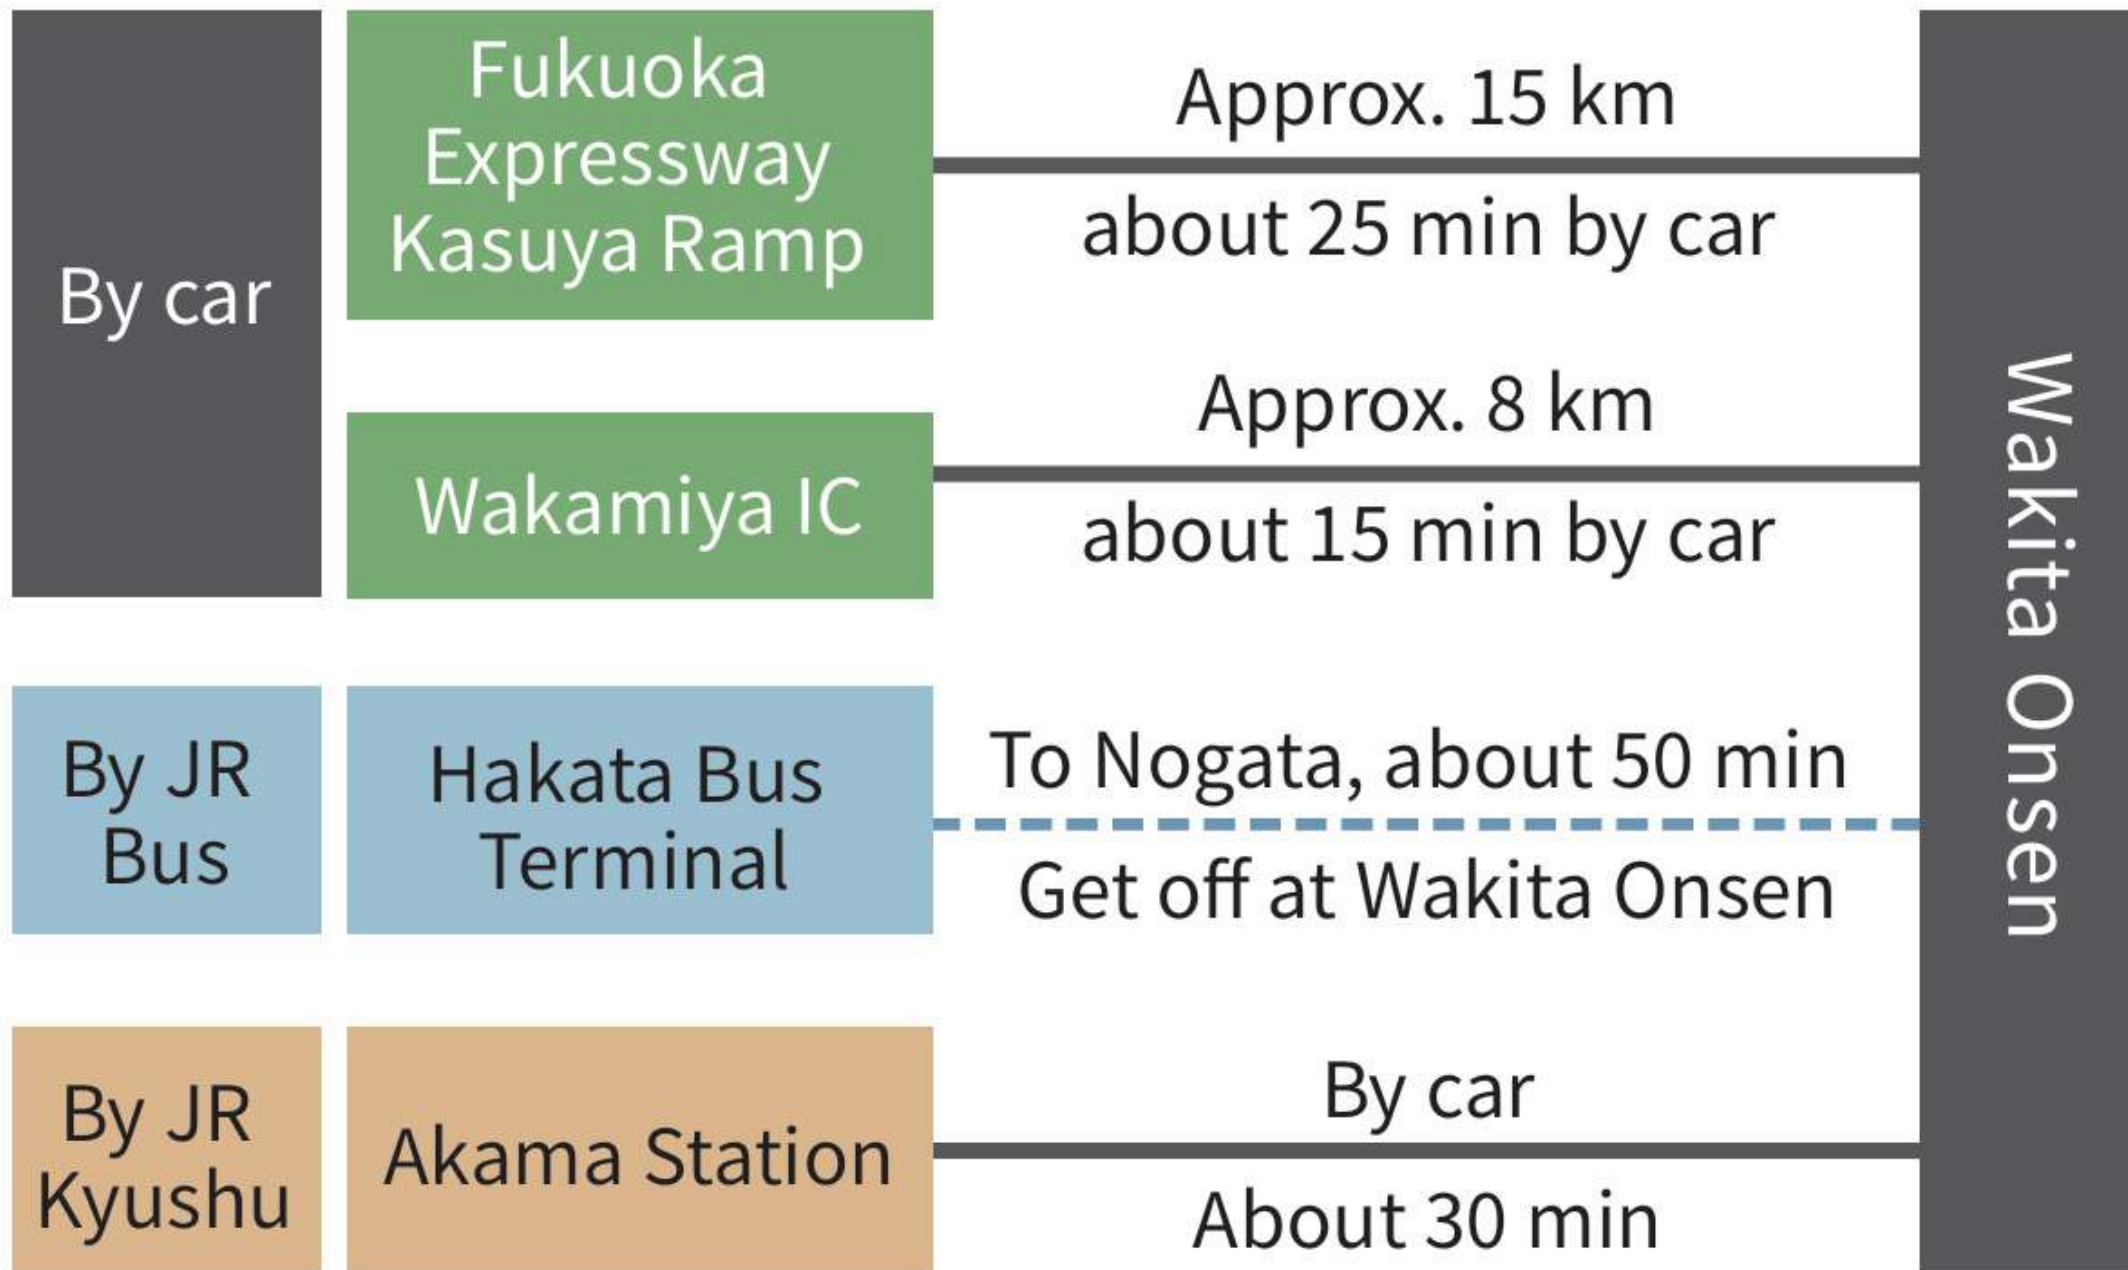 By car
Fukuoka
Expressway
Kasuya Ramp
Approx. 15 km
about 25 min by car
Wakamiya IC
Approx. 8 km
about 15 min by car
By JR
Bus
Hakata Bus
Terminal
To Nogata, about 50 min
Get off at Wakita Onsen
By JR
Kyushu
Akama Station
By car
About 30 min
Wakita Onsen